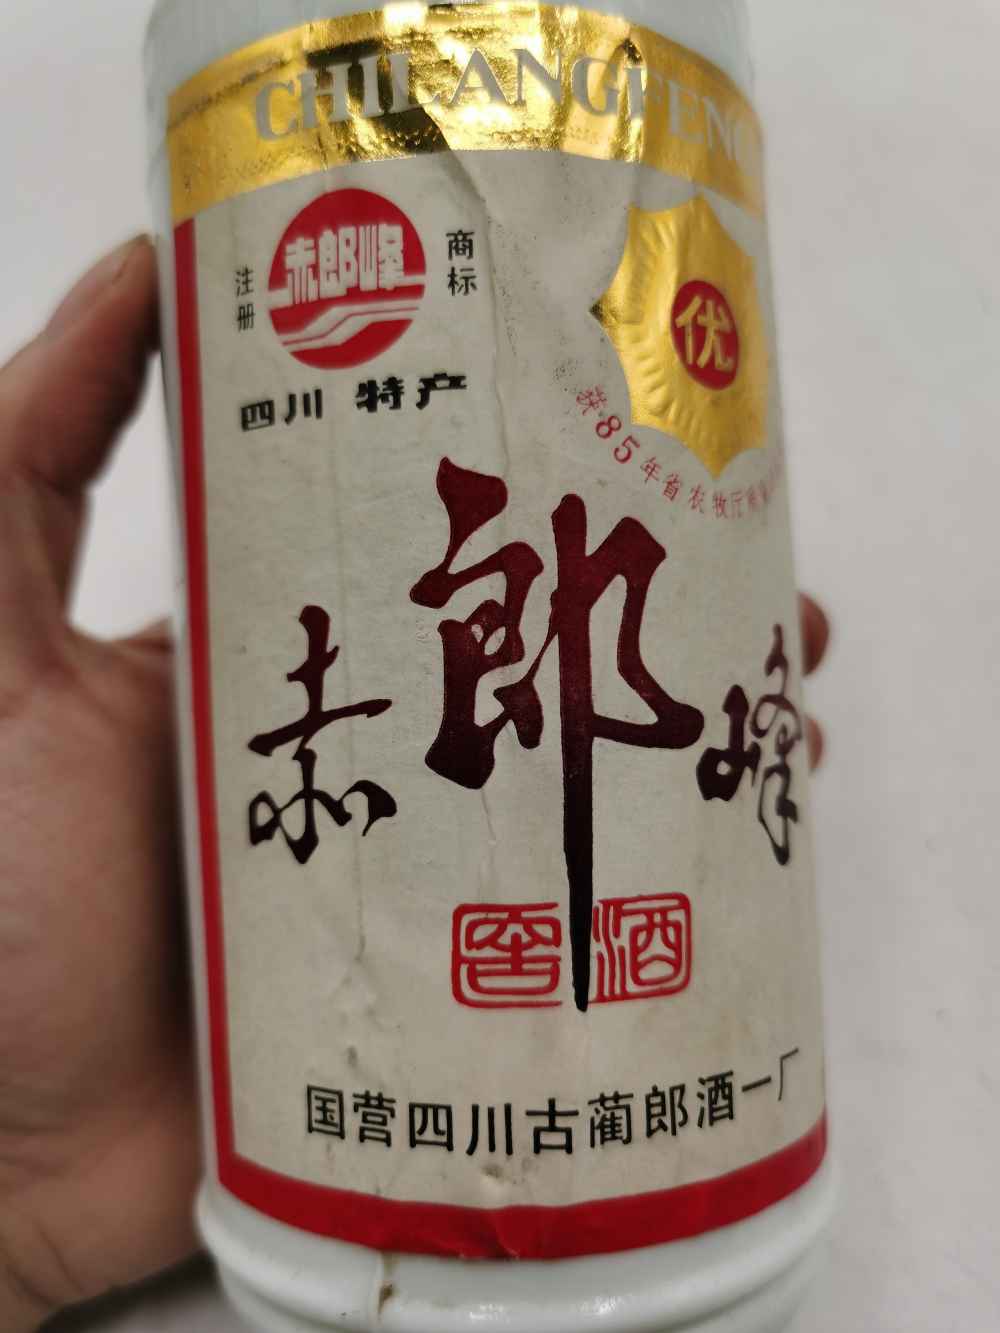 CHILANGFENG
赤郎峰
注册
商标
四川 特产
优
获85年省农牧厅
赤郎峰
窖酒
国营四川古蔺郎酒一厂